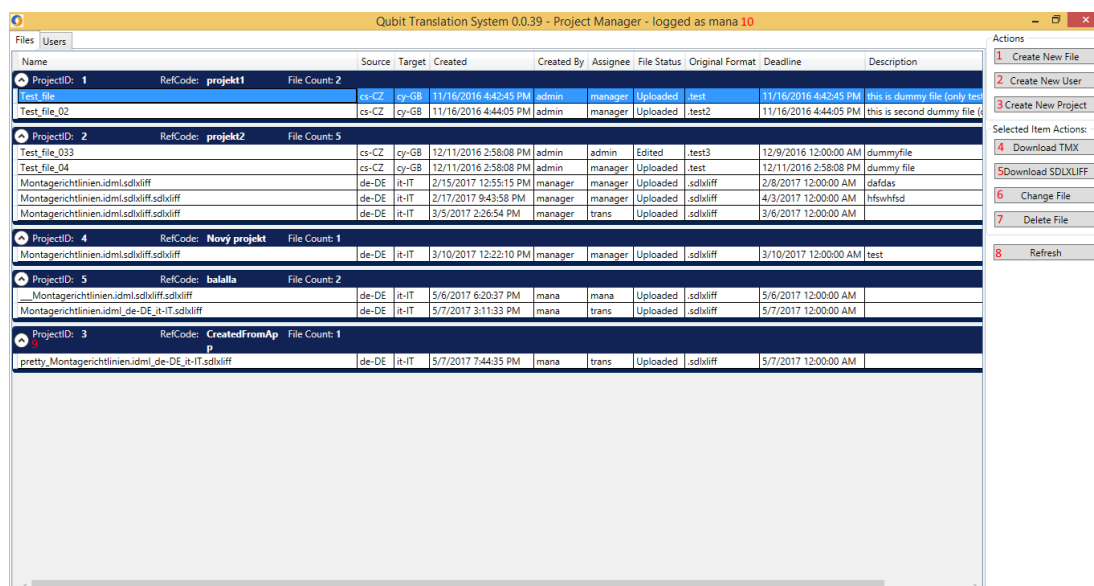 Qubit Translation System 0.0.39 - Project Manager - logged as mana 10
Files Users
Name Source Target Created Created By Assignee File Status Original Format Deadline Description
ProjectID: 1 RefCode: projekt1 File Count: 2
Test_file cs-CZ cy-GB 11/16/2016 4:42:45 PM admin manager Uploaded .test 11/16/2016 4:42:45 PM this is dummy file (only test
Test_file_02 cs-CZ cy-GB 11/16/2016 4:44:05 PM admin manager Uploaded .test2 11/16/2016 4:44:05 PM this is second dummy file (
ProjectID: 2 RefCode: projekt2 File Count: 5
Test_file_033 cs-CZ cy-GB 12/11/2016 2:58:08 PM admin admin Edited .test3 12/9/2016 12:00:00 AM dummyfile
Test_file_04 cs-CZ cy-GB 12/11/2016 2:58:08 PM admin manager Uploaded .test 12/11/2016 2:58:08 PM dummy file
Montagerichtlinien.idml.sdlxliff de-DE it-IT 2/15/2017 12:55:15 PM manager manager Uploaded .sdlxliff 2/8/2017 12:00:00 AM dafdas
Montagerichtlinien.idml.sdlxliff.sdlxliff de-DE it-IT 2/17/2017 9:43:58 PM manager manager Uploaded .sdlxliff 4/3/2017 12:00:00 AM hfswhfsd
Montagerichtlinien.idml.sdlxliff.sdlxliff de-DE it-IT 3/5/2017 2:26:54 PM manager trans Uploaded .sdlxliff 3/6/2017 12:00:00 AM
ProjectID: 4 RefCode: Nový projekt File Count: 1
Montagerichtlinien.idml.sdlxliff.sdlxliff de-DE it-IT 3/10/2017 12:22:10 PM manager manager Uploaded .sdlxliff 3/10/2017 12:00:00 AM test
ProjectID: 5 RefCode: balalla File Count: 2
__Montagerichtlinien.idml.sdlxliff.sdlxliff de-DE it-IT 5/6/2017 6:20:37 PM mana mana Uploaded .sdlxliff 5/6/2017 12:00:00 AM
Montagerichtlinien.idml_de-DE_it-IT.sdlxliff de-DE it-IT 5/7/2017 3:11:33 PM mana trans Uploaded .sdlxliff 5/7/2017 12:00:00 AM
ProjectID: 3 RefCode: CreatedFromAp File Count: 1
9 p
pretty_Montagerichtlinien.idml_de-DE_it-IT.sdlxliff de-DE it-IT 5/7/2017 7:44:35 PM mana trans Uploaded .sdlxliff 5/7/2017 12:00:00 AM
Actions
1 Create New File
2 Create New User
3 Create New Project
Selected Item Actions:
4 Download TMX
5 Download SDLXLIFF
6 Change File
7 Delete File
8 Refresh